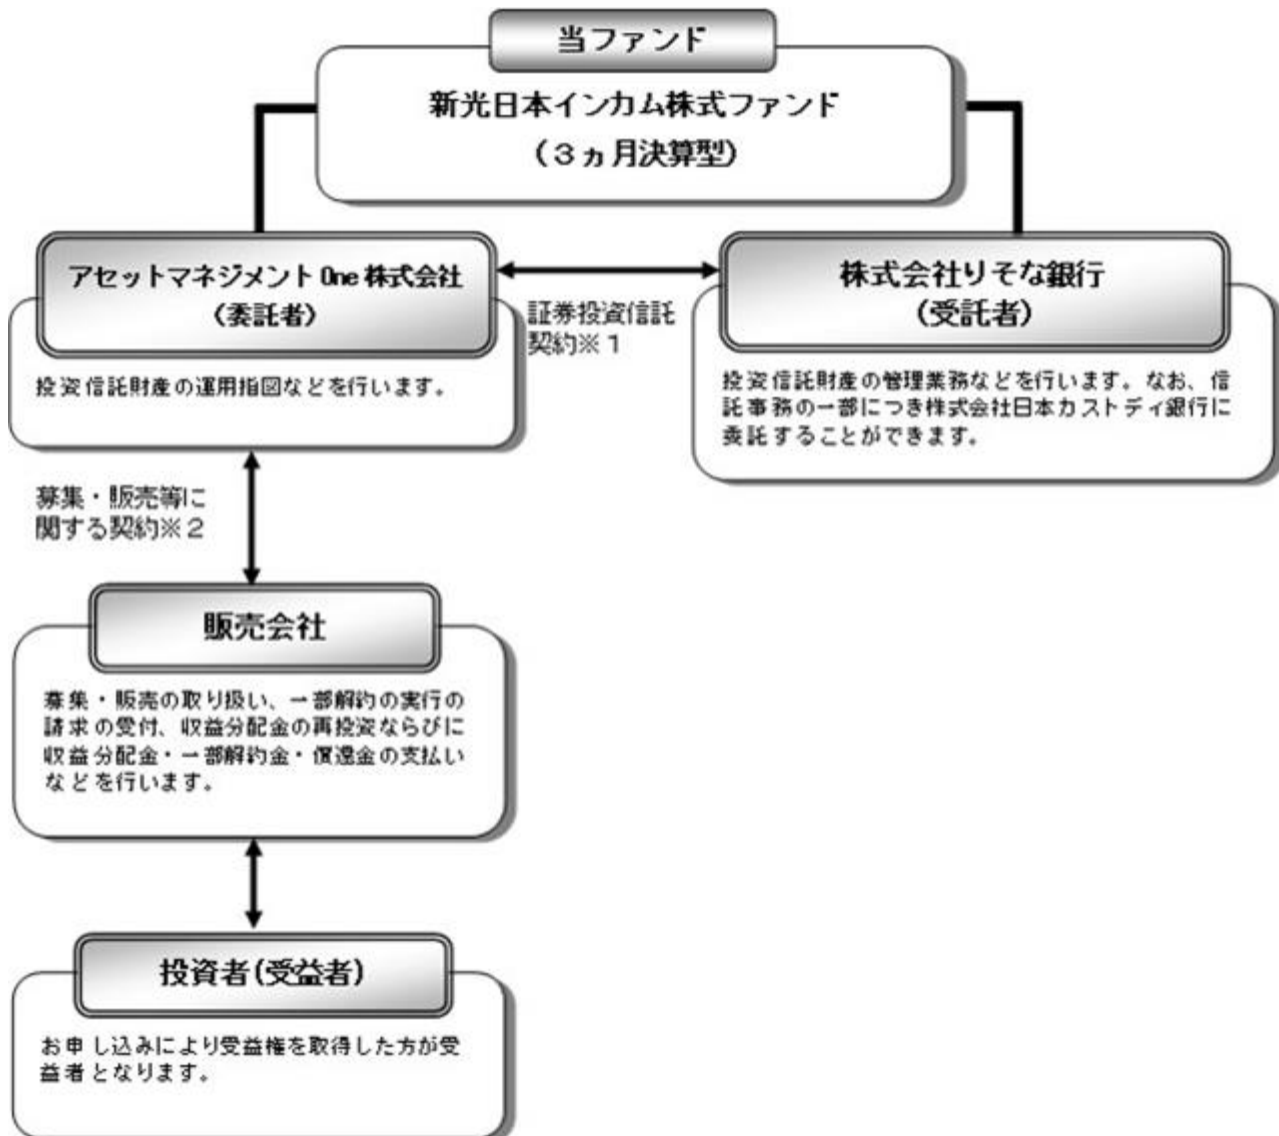 当ファンド
新光日本インカム株式ファンド
(3ヵ月決算型)
アセットマネジメントOne株式会社
(委託者)
投資信託財産の運用指図などを行います。
証券投資信託
契約※1
株式会社りそな銀行
(受託者)
投資信託財産の管理業務などを行います。なお、信
託事務の一部につき株式会社日本カストディ銀行に
委託することができます。
募集・販売等に
関する契約※2
販売会社
募集・販売の取り扱い、一部解約の実行の
請求の受付、収益分配金の再投資ならびに
収益分配金・一部解約金・償還金の支払い
などを行います。
投資者(受益者)
お申し込みにより受益権を取得した方が受
益者となります。